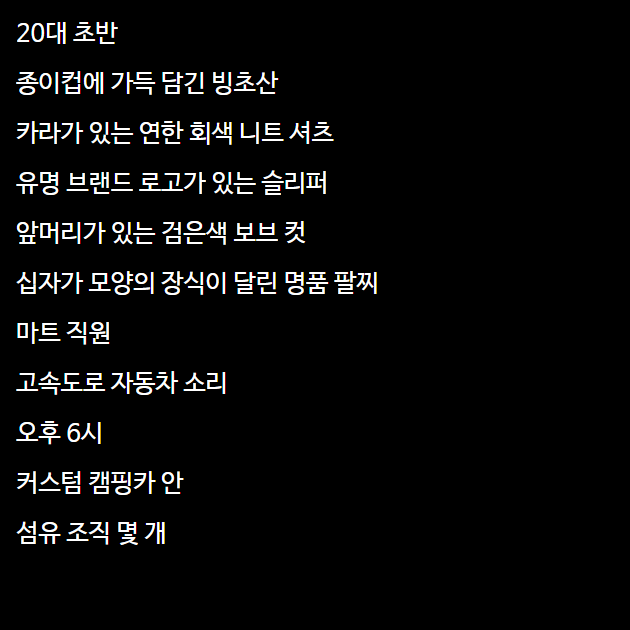 20대 초반
종이컵에 가득 담긴 빙초산
카라가 있는 연한 회색 니트 셔츠
유명 브랜드 로고가 있는 슬리퍼
앞머리가 있는 검은색 보브 컷
십자가 모양의 장식이 달린 명품 팔찌
마트 직원
고속도로 자동차 소리
오후 6시
커스텀 캠핑카 안
섬유 조직 몇 개